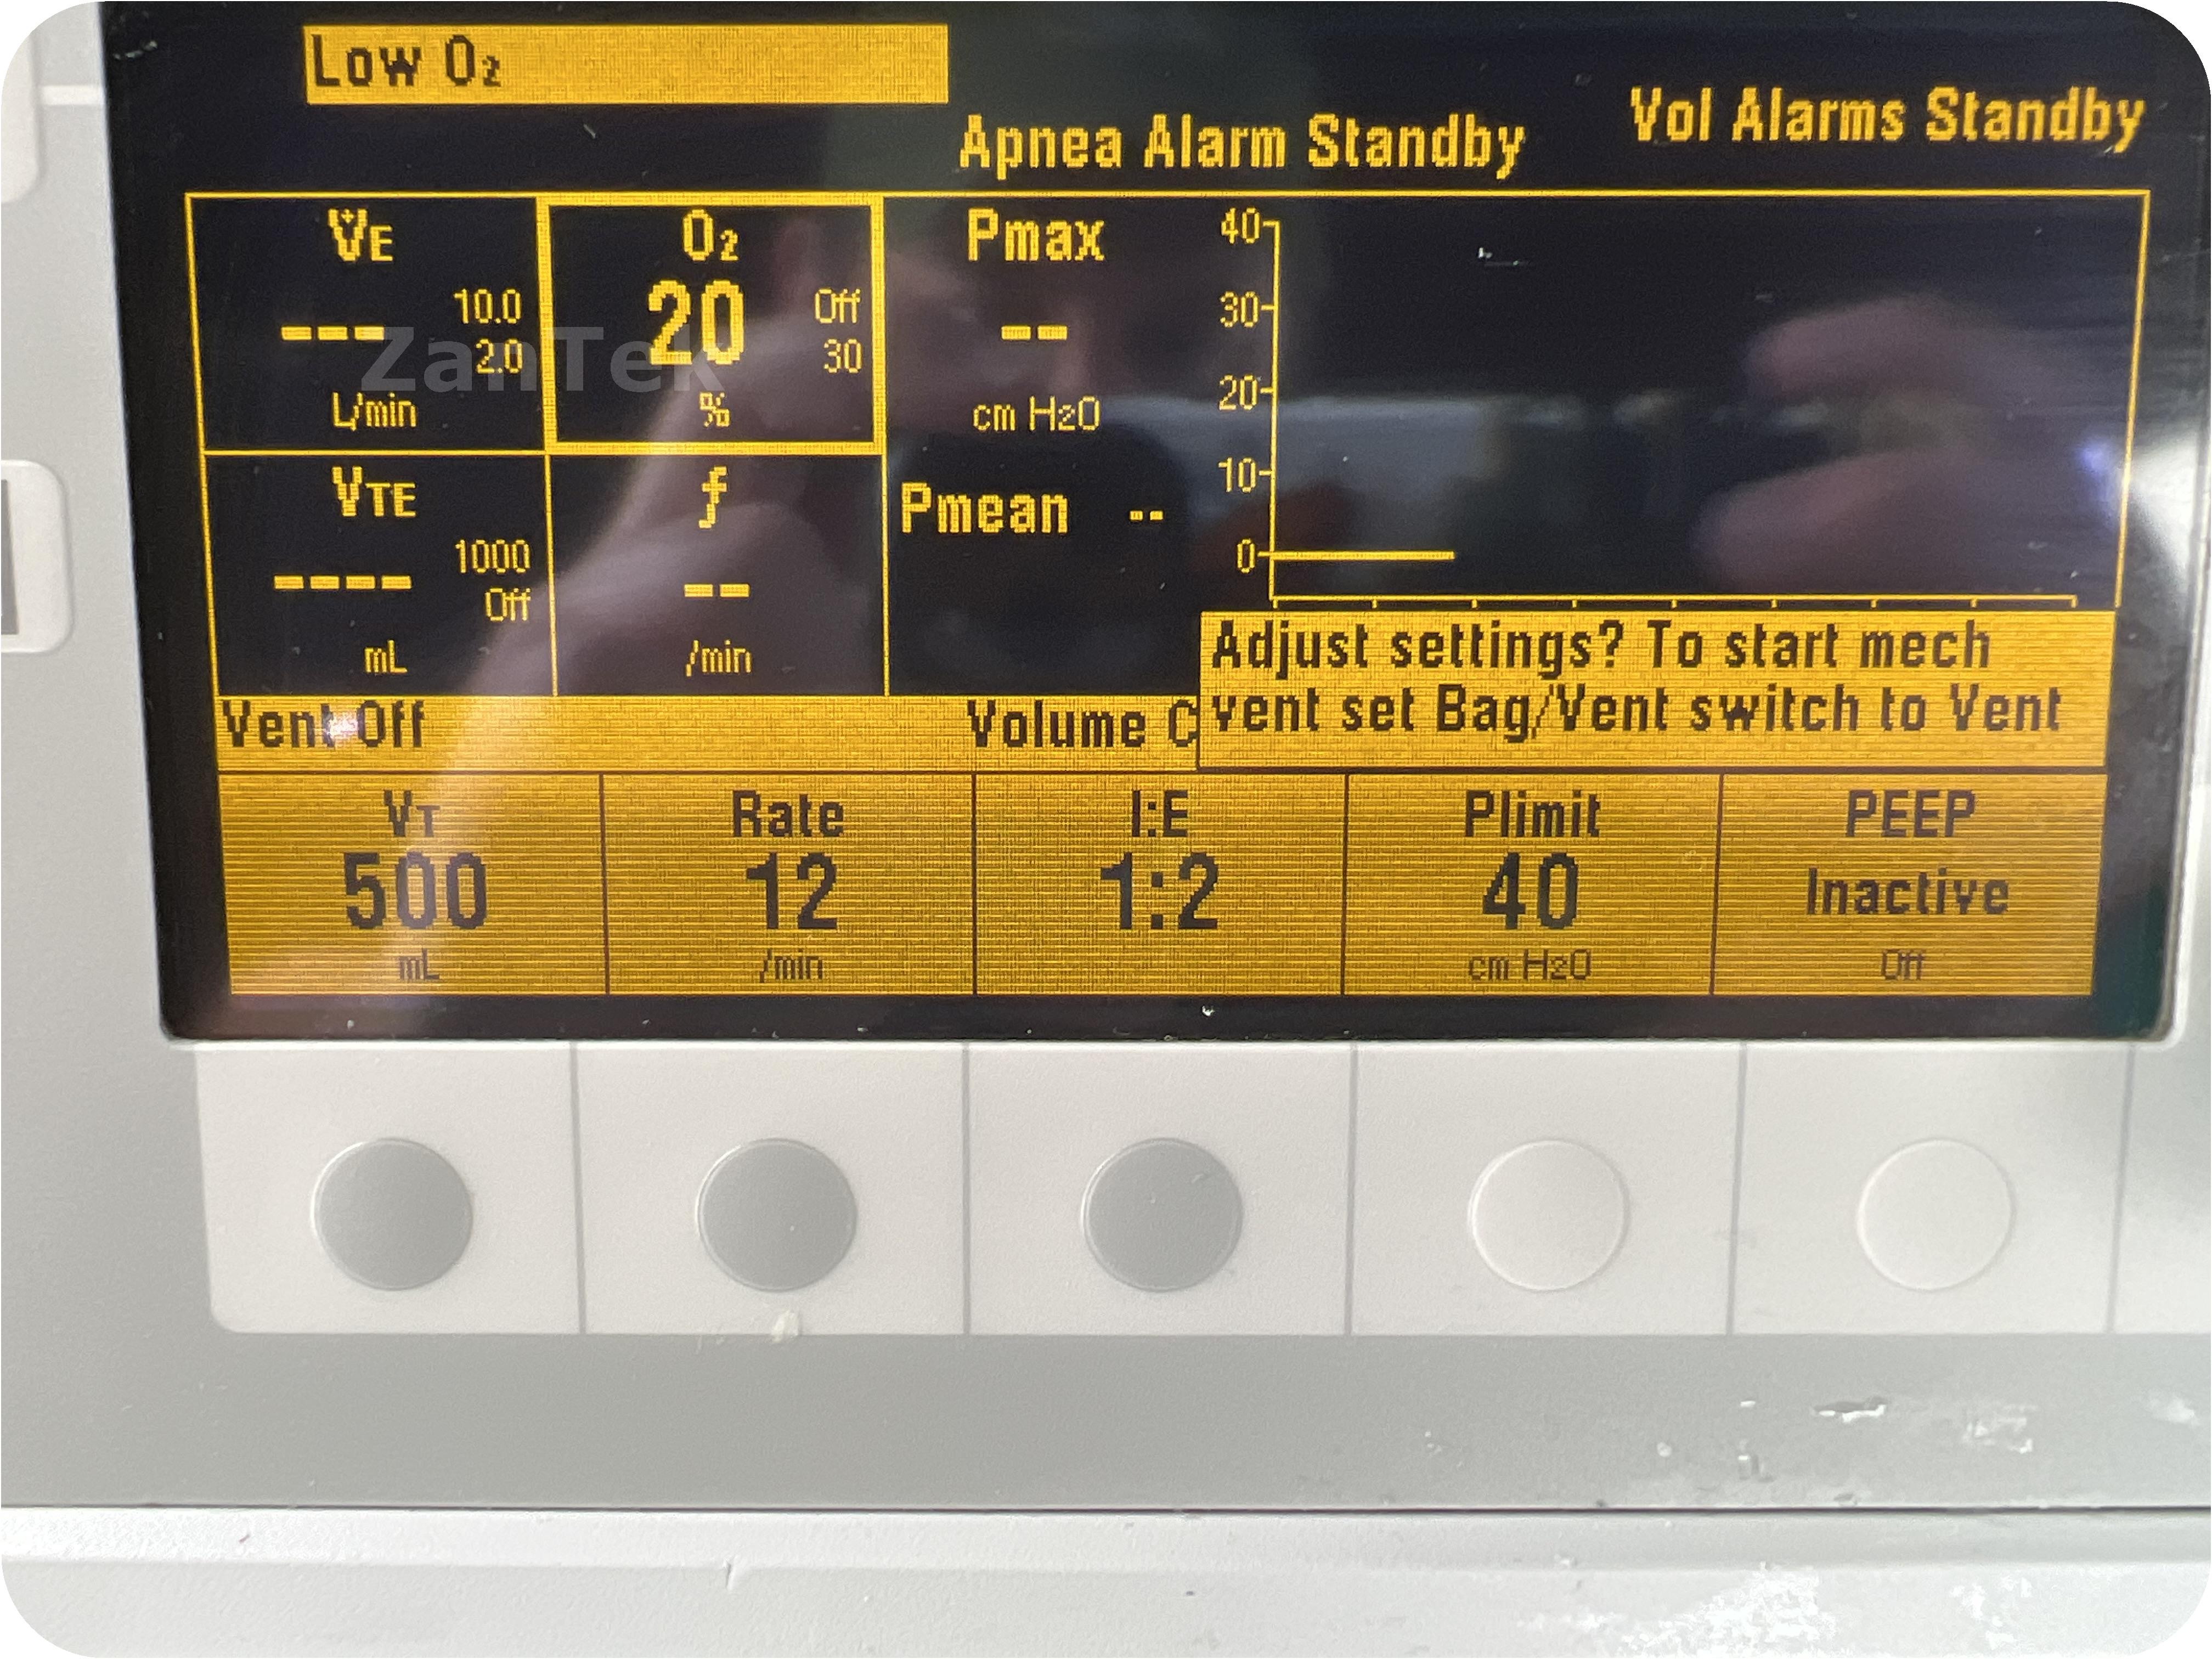 Low O₂
Apnea Alarm Standby
Vol Alarms Standby
V̇E
--- 10.0
2.0
L/min
O₂
20 Off
30
%
Pmax
--
cm H₂O
Pmean --
40
30
20
10
0
VTE
---- 1000
Off
mL
f
--
/min
Adjust settings? To start mech
vent set Bag/Vent switch to Vent
Vent Off
Volume C
VT
500
mL
Rate
12
/min
I:E
1:2
Plimit
40
cm H₂O
PEEP
Inactive
Off
ZanTek